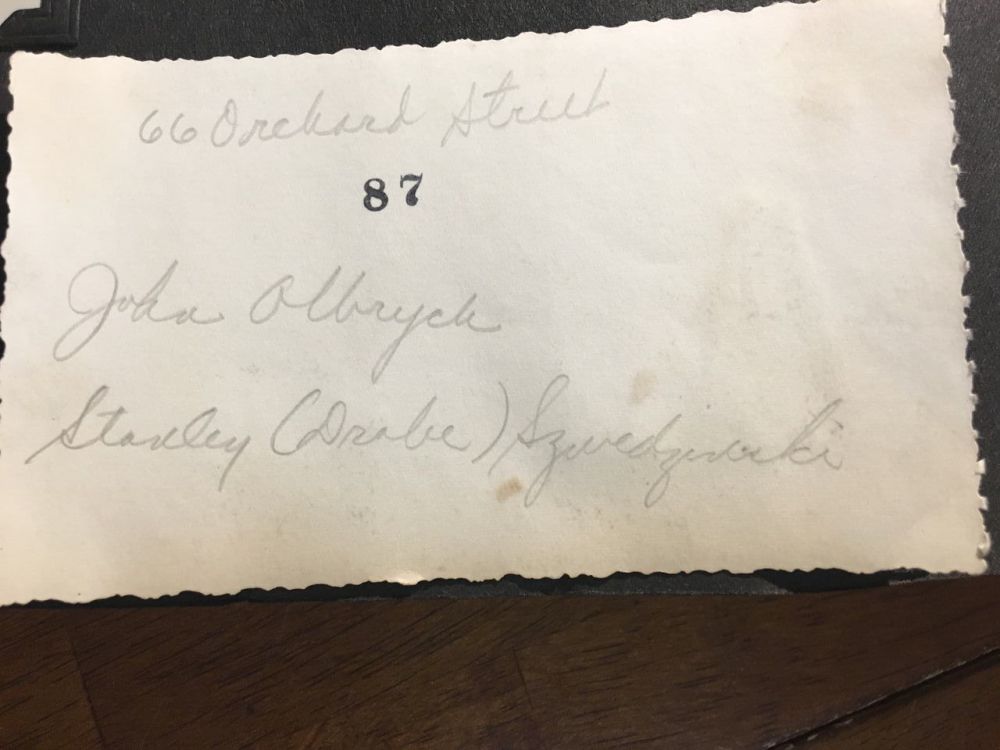 66 Orchard Street
87
John Olbrych
Stanley (Drabe) Szwedzinski